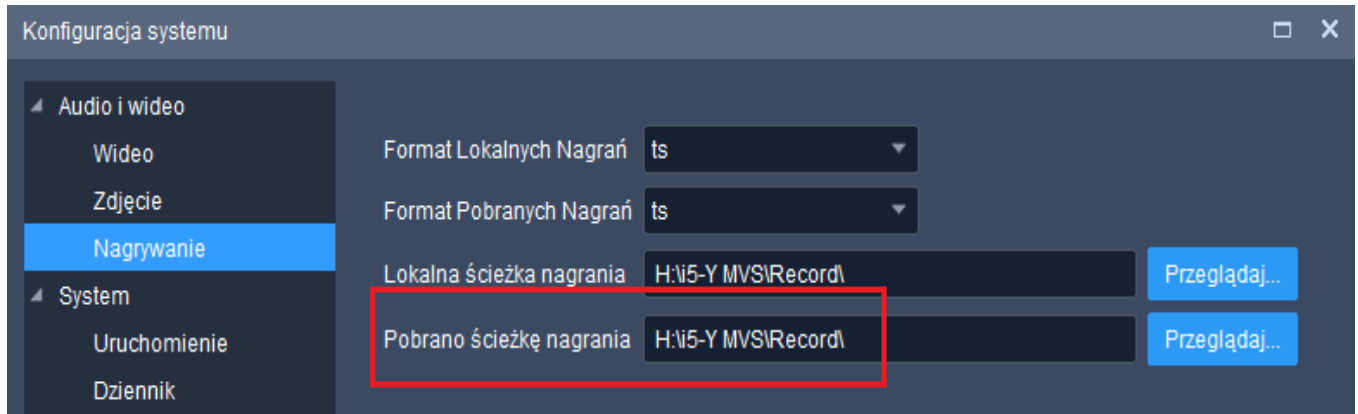 Konfiguracja systemu
Audio i wideo
Wideo
Zdjęcie
Nagrywanie
System
Uruchomienie
Dziennik
Format Lokalnych Nagrań ts
Format Pobranych Nagrań ts
Lokalna ścieżka nagrania H:\i5-Y MVS\Record\ Przeglądaj...
Pobrano ścieżkę nagrania H:\i5-Y MVS\Record\ Przeglądaj...